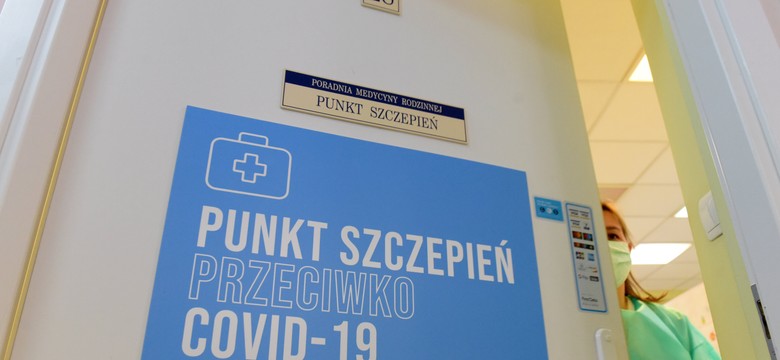 PORADNIA MEDYCYNY RODZINNEJ
PUNKT SZCZEPIEŃ
PUNKT SZCZEPIEŃ
PRZECIWKO
COVID-19